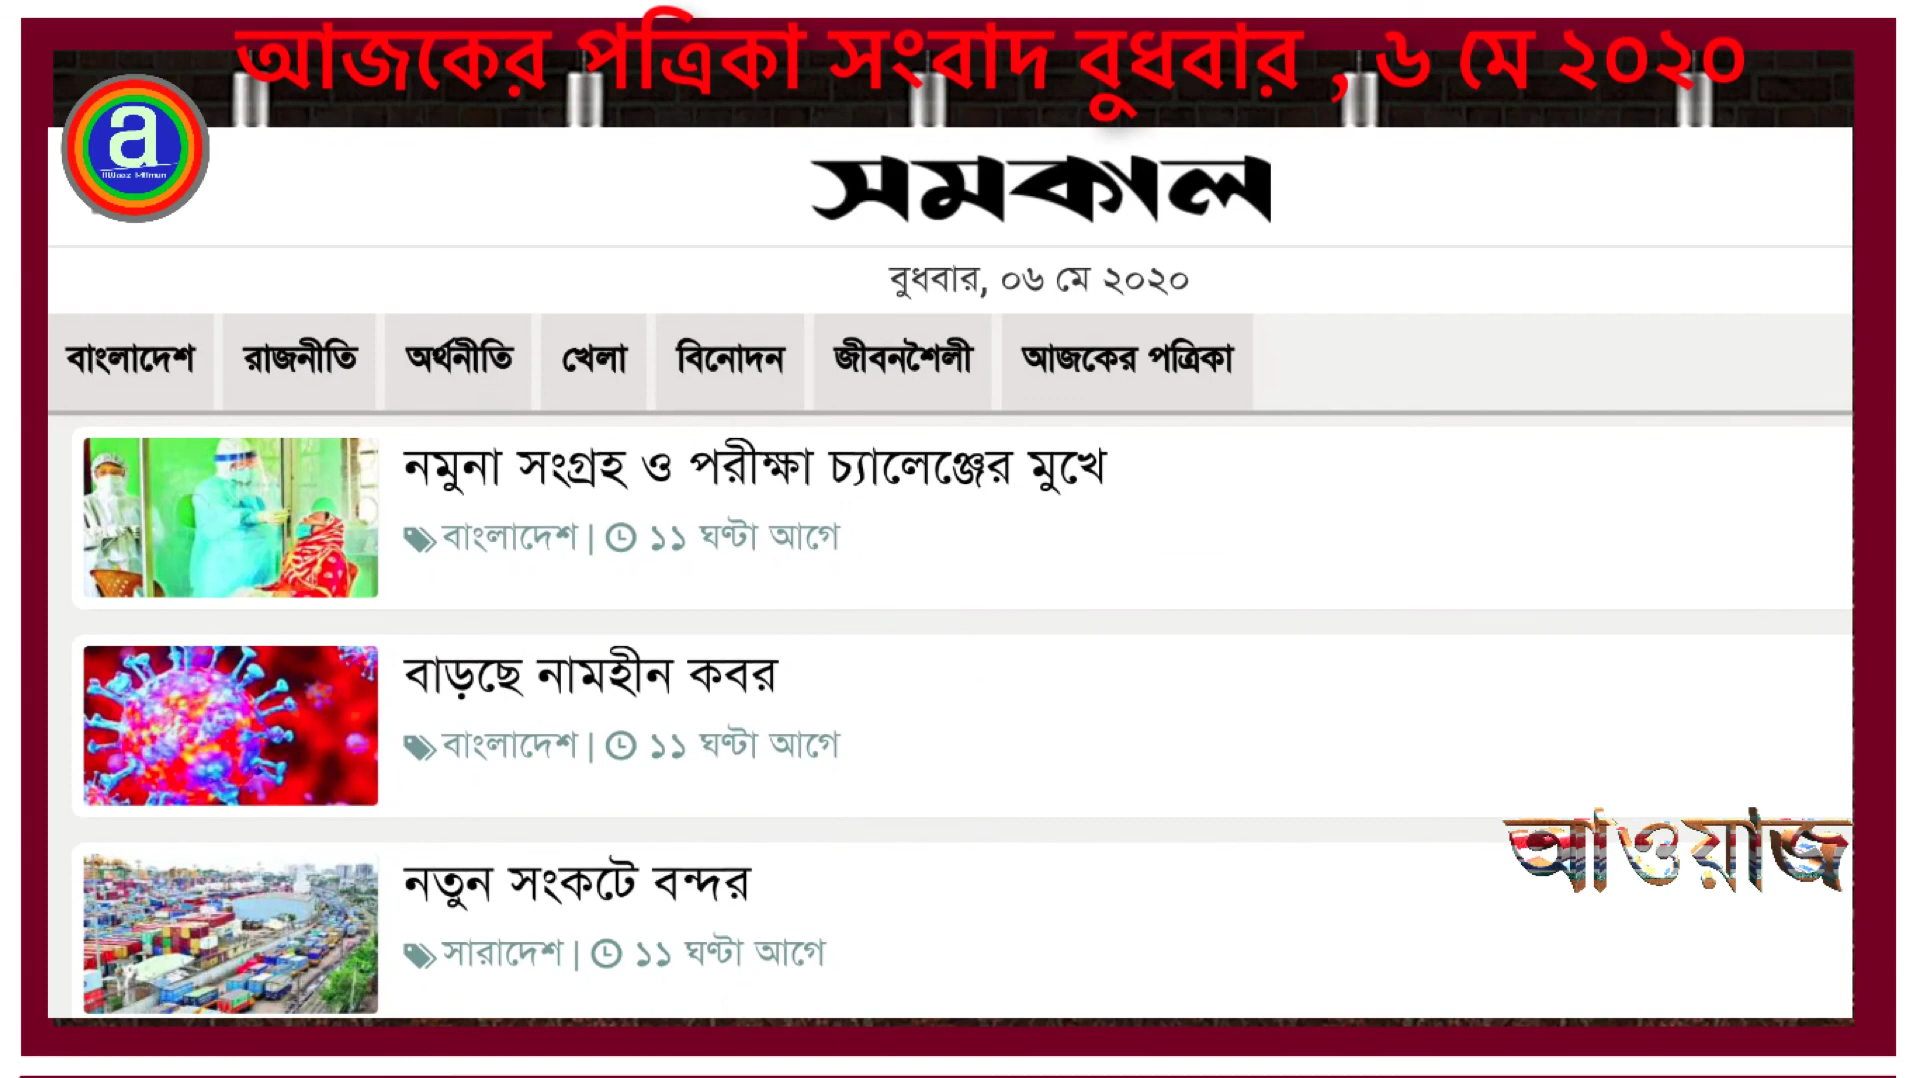 আজকের পত্রিকা সংবাদ বুধবার , ৬ মে ২০২০
a
সমকাল
বুধবার, ০৬ মে ২০২০
বাংলাদেশ রাজনীতি অর্থনীতি খেলা বিনোদন জীবনশৈলী আজকের পত্রিকা
নমুনা সংগ্রহ ও পরীক্ষা চ্যালেঞ্জের মুখে
বাংলাদেশ | ১১ ঘণ্টা আগে
বাড়ছে নামহীন কবর
বাংলাদেশ | ১১ ঘণ্টা আগে
আওয়াজ
নতুন সংকটে বন্দর
সারাদেশ | ১১ ঘণ্টা আগে